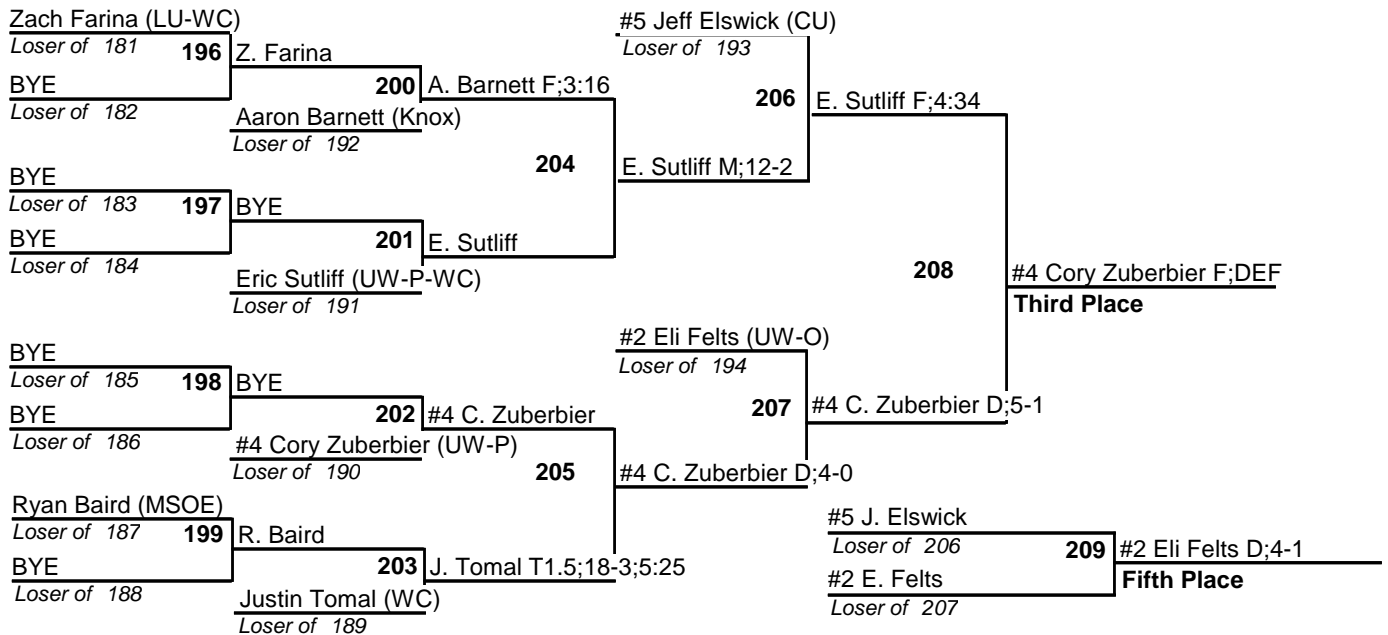 Zach Farina (LU-WC)
Loser of 181
196
Z. Farina
BYE
Loser of 182
200
A. Barnett F;3:16
Aaron Barnett (Knox)
Loser of 192
204
BYE
Loser of 183
197
BYE
BYE
Loser of 184
201
E. Sutliff
Eric Sutliff (UW-P-WC)
Loser of 191
#5 Jeff Elswick (CU)
Loser of 193
206
E. Sutliff F;4:34
E. Sutliff M;12-2
208
#4 Cory Zuberbier F;DEF
Third Place
BYE
Loser of 185
198
BYE
BYE
Loser of 186
202
#4 C. Zuberbier
#4 Cory Zuberbier (UW-P)
Loser of 190
205
#2 Eli Felts (UW-O)
Loser of 194
207
#4 C. Zuberbier D;5-1
#4 C. Zuberbier D;4-0
Ryan Baird (MSOE)
Loser of 187
199
R. Baird
BYE
Loser of 188
203
J. Tomal T1.5;18-3;5:25
Justin Tomal (WC)
Loser of 189
#5 J. Elswick
Loser of 206
209
#2 Eli Felts D;4-1
#2 E. Felts
Fifth Place
Loser of 207